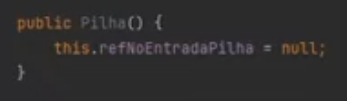 public Pilha() {
this.refNoEntradaPilha = null;
}